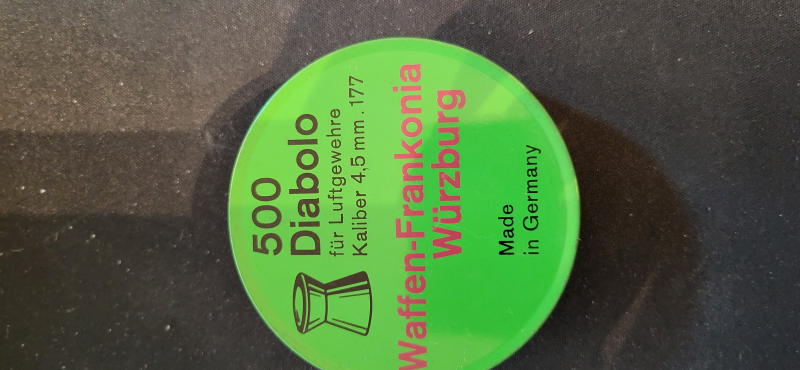 500
Diabolo
für Luftgewehre
Kaliber 4,5 mm . 177
Waffen-Frankonia
Würzburg
Made
in Germany